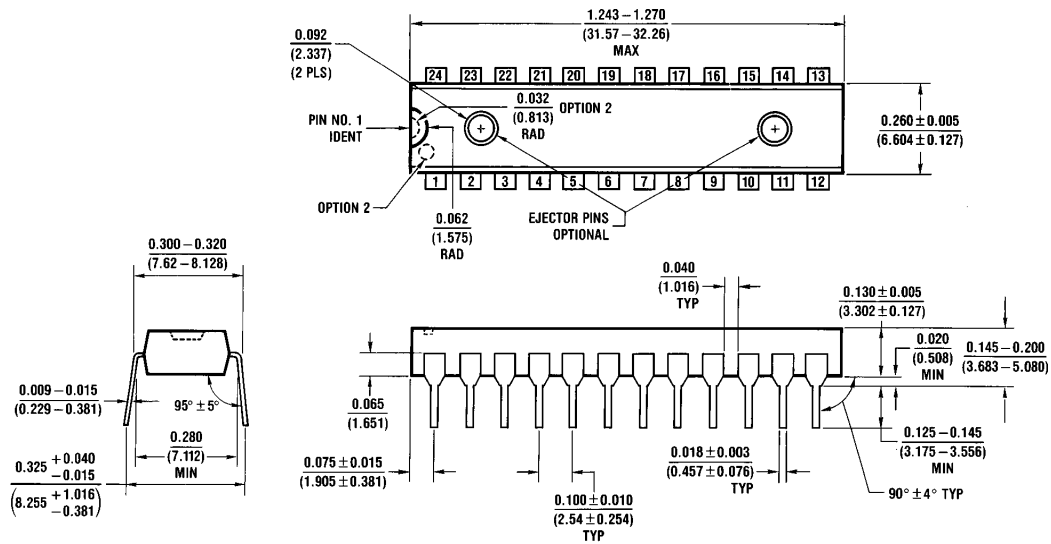 1.243 – 1.270
(31.57 – 32.26)
MAX
0.092
(2.337)
(2 PLS)
24 23 22 21 20 19 18 17 16 15 14 13
0.032
(0.813)
RAD
OPTION 2
PIN NO. 1
IDENT
0.260 ± 0.005
(6.604 ± 0.127)
1 2 3 4 5 6 7 8 9 10 11 12
OPTION 2
0.062
(1.575)
RAD
EJECTOR PINS
OPTIONAL
0.300 – 0.320
(7.62 – 8.128)
0.040
(1.016)
TYP
0.130 ± 0.005
(3.302 ± 0.127)
0.020
(0.508)
MIN
0.145 – 0.200
(3.683 – 5.080)
0.009 – 0.015
(0.229 – 0.381)
95° ± 5°
0.280
(7.112)
MIN
0.325 +0.040 –0.015
(8.255 +1.016 –0.381)
0.065
(1.651)
0.075 ± 0.015
(1.905 ± 0.381)
0.100 ± 0.010
(2.54 ± 0.254)
TYP
0.018 ± 0.003
(0.457 ± 0.076)
TYP
0.125 – 0.145
(3.175 – 3.556)
MIN
90° ± 4° TYP